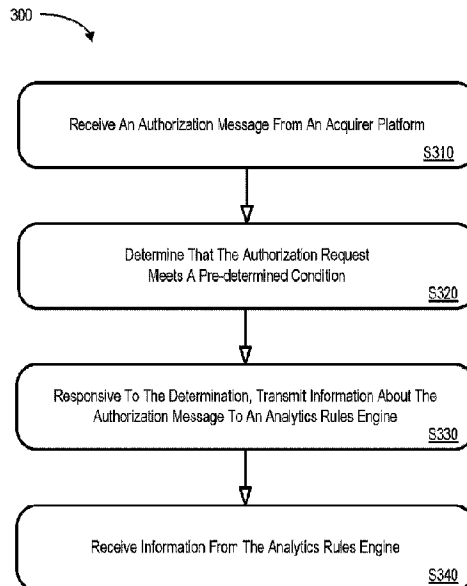 300
Receive An Authorization Message From An Acquirer Platform
S310
Determine That The Authorization Request
Meets A Pre-determined Condition
S320
Responsive To The Determination, Transmit Information About The
Authorization Message To An Analytics Rules Engine
S330
Receive Information From The Analytics Rules Engine
S340